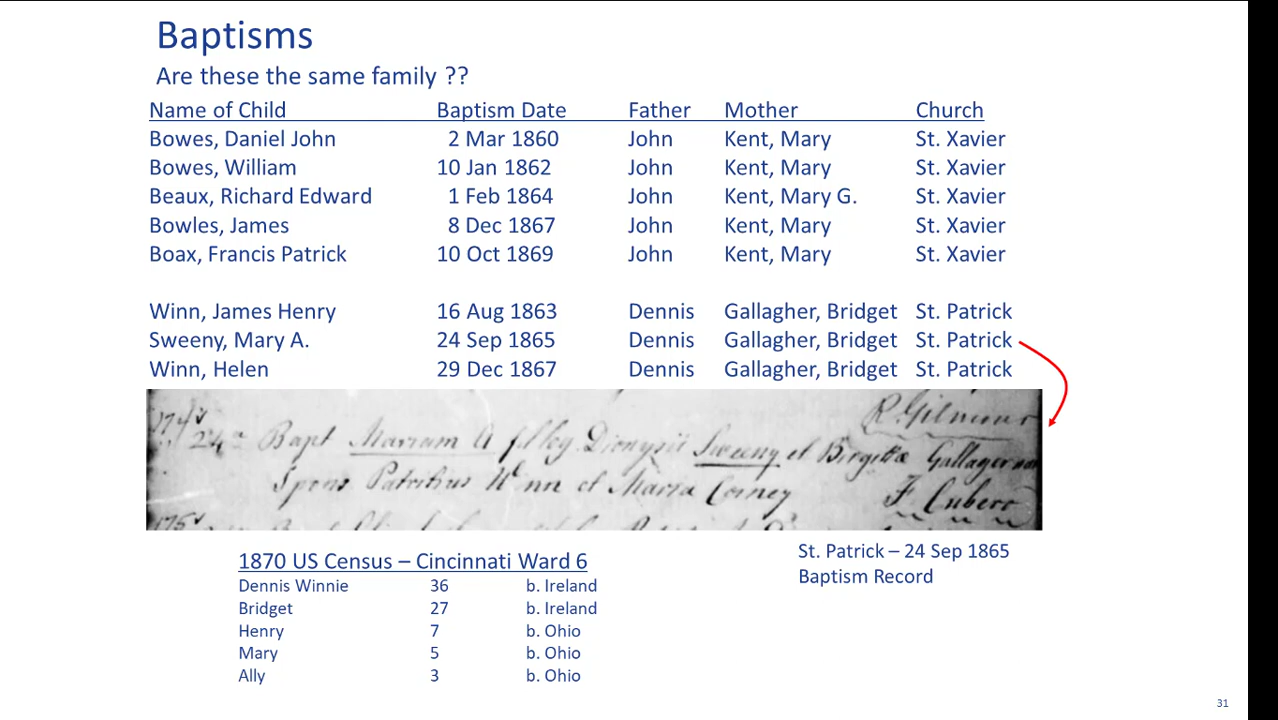 Baptisms
Are these the same family ??
Name of Child Baptism Date Father Mother Church
Bowes, Daniel John 2 Mar 1860 John Kent, Mary St. Xavier
Bowes, William 10 Jan 1862 John Kent, Mary St. Xavier
Beaux, Richard Edward 1 Feb 1864 John Kent, Mary G. St. Xavier
Bowles, James 8 Dec 1867 John Kent, Mary St. Xavier
Boax, Francis Patrick 10 Oct 1869 John Kent, Mary St. Xavier
Winn, James Henry 16 Aug 1863 Dennis Gallagher, Bridget St. Patrick
Sweeny, Mary A. 24 Sep 1865 Dennis Gallagher, Bridget St. Patrick
Winn, Helen 29 Dec 1867 Dennis Gallagher, Bridget St. Patrick
R. Gilmour
24 Bapt Mariam A fil leg Dionysii Sweeny et Birgitæ Gallager
Spons Patritius Winn et Maria Corney
St. Patrick – 24 Sep 1865
Baptism Record
1870 US Census – Cincinnati Ward 6
Dennis Winnie 36 b. Ireland
Bridget 27 b. Ireland
Henry 7 b. Ohio
Mary 5 b. Ohio
Ally 3 b. Ohio
31